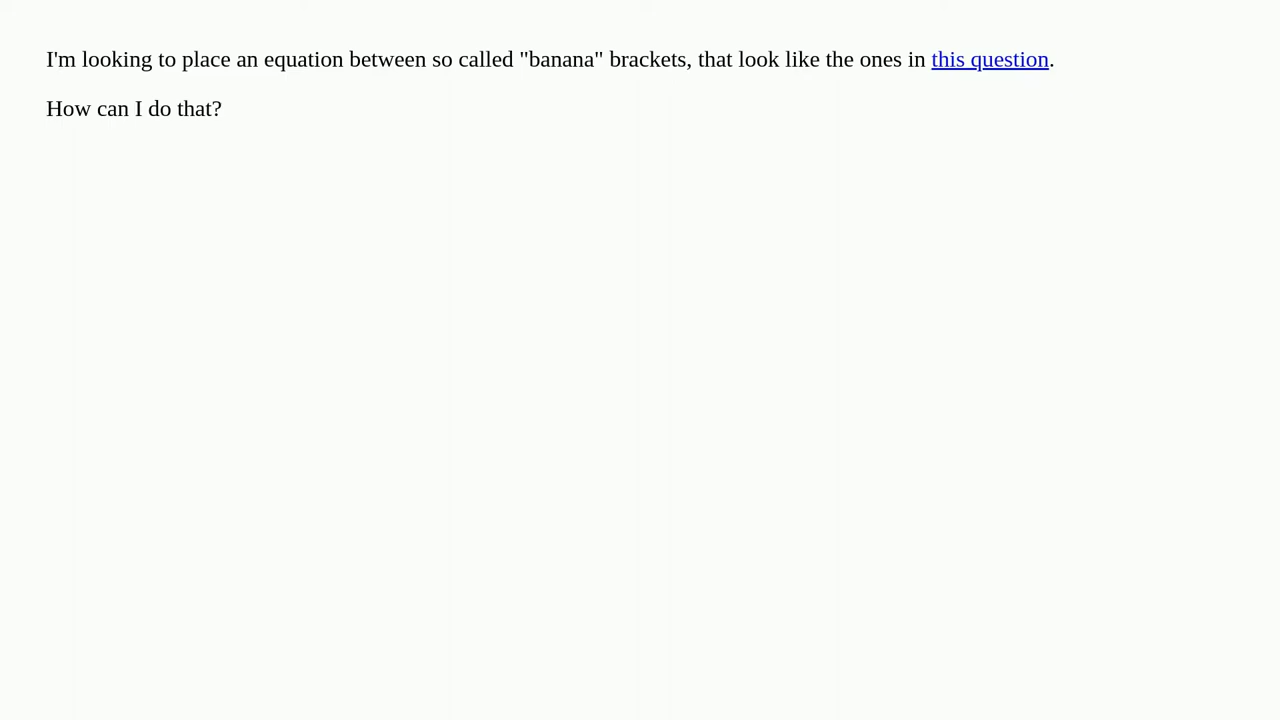 I'm looking to place an equation between so called "banana" brackets, that look like the ones in this question.
How can I do that?